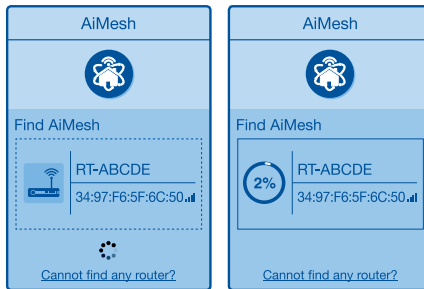 AiMesh
Find AiMesh
RT-ABCDE
34:97:F6:5F:6C:50
Cannot find any router?
AiMesh
Find AiMesh
2%
RT-ABCDE
34:97:F6:5F:6C:50
Cannot find any router?